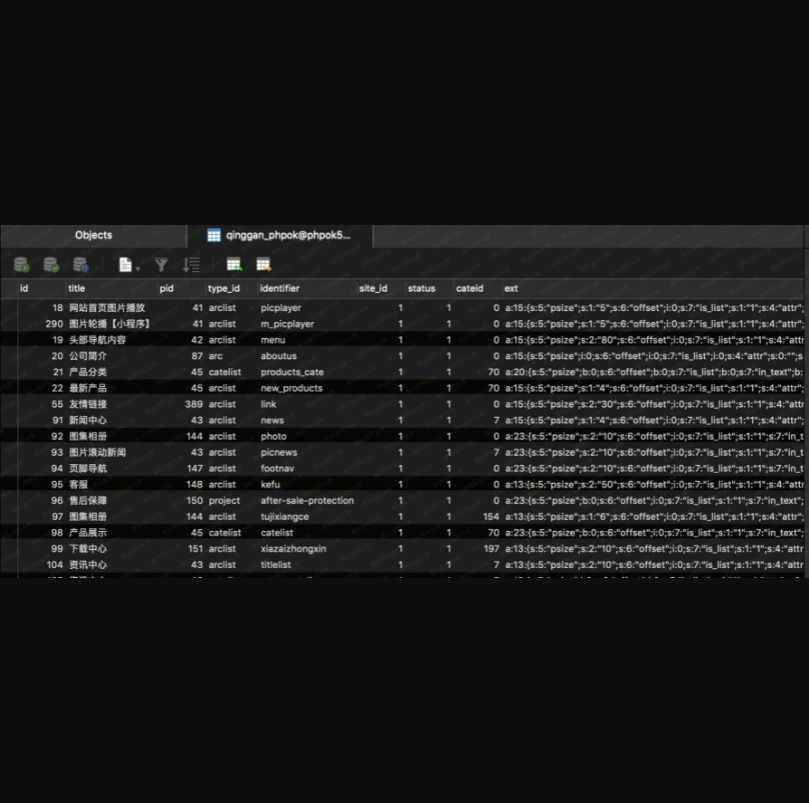 Objects qinggan_phpok@phpok5...
id title pid type_id identifier site_id status cateid ext
18 网站首页图片播放 41 arclist picplayer 1 1 0 a:15:{s:5:"psize";s:1:"5";s:6:"offset";i:0;s:7:"is_list";s:1:"1";s:4:"attr";
290 图片轮播【小程序】 41 arclist m_picplayer 1 1 0 a:15:{s:5:"psize";s:1:"5";s:6:"offset";i:0;s:7:"is_list";s:1:"1";s:4:"attr";
19 头部导航内容 42 arclist menu 1 1 0 a:15:{s:5:"psize";s:2:"80";s:6:"offset";i:0;s:7:"is_list";s:1:"1";s:4:"attr
20 公司简介 87 arc aboutus 1 1 0 a:15:{s:5:"psize";i:0;s:6:"offset";i:0;s:7:"is_list";i:0;s:4:"attr";s:0:"";s
21 产品分类 45 catelist products_cate 1 1 70 a:20:{s:5:"psize";b:0;s:6:"offset";b:0;s:7:"is_list";b:0;s:7:"in_text";b:
22 最新产品 45 arclist new_products 1 1 70 a:15:{s:5:"psize";s:1:"4";s:6:"offset";i:0;s:7:"is_list";s:1:"1";s:4:"attr";
55 友情链接 389 arclist link 1 1 0 a:15:{s:5:"psize";s:2:"30";s:6:"offset";i:0;s:7:"is_list";s:1:"1";s:4:"attr
91 新闻中心 43 arclist news 1 1 7 a:15:{s:5:"psize";s:1:"4";s:6:"offset";i:0;s:7:"is_list";s:1:"1";s:4:"attr";
92 图集相册 144 arclist photo 1 1 0 a:23:{s:5:"psize";s:2:"10";s:6:"offset";i:0;s:7:"is_list";s:1:"1";s:7:"in_t
93 图片滚动新闻 43 arclist picnews 1 1 7 a:23:{s:5:"psize";s:2:"10";s:6:"offset";i:0;s:7:"is_list";s:1:"1";s:7:"in_t
94 页脚导航 147 arclist footnav 1 1 0 a:23:{s:5:"psize";s:2:"10";s:6:"offset";i:0;s:7:"is_list";s:1:"1";s:7:"in_t
95 客服 148 arclist kefu 1 1 0 a:23:{s:5:"psize";s:2:"50";s:6:"offset";i:0;s:7:"is_list";s:1:"1";s:4:"attr
96 售后保障 150 project after-sale-protection 1 1 0 a:23:{s:5:"psize";b:0;s:6:"offset";i:0;s:7:"is_list";s:1:"1";s:7:"in_text";
97 图集相册 144 arclist tujixiangce 1 1 154 a:13:{s:5:"psize";s:1:"6";s:6:"offset";i:0;s:7:"is_list";s:1:"1";s:4:"attr";
98 产品展示 45 catelist catelist 1 1 70 a:23:{s:5:"psize";b:0;s:6:"offset";i:0;s:7:"is_list";s:1:"1";s:7:"in_text";
99 下载中心 151 arclist xiazaizhongxin 1 1 197 a:13:{s:5:"psize";s:2:"10";s:6:"offset";i:0;s:7:"is_list";s:1:"1";s:4:"attr
104 资讯中心 43 arclist titlelist 1 1 7 a:13:{s:5:"psize";s:2:"10";s:6:"offset";i:0;s:7:"is_list";s:1:"1";s:4:"attr